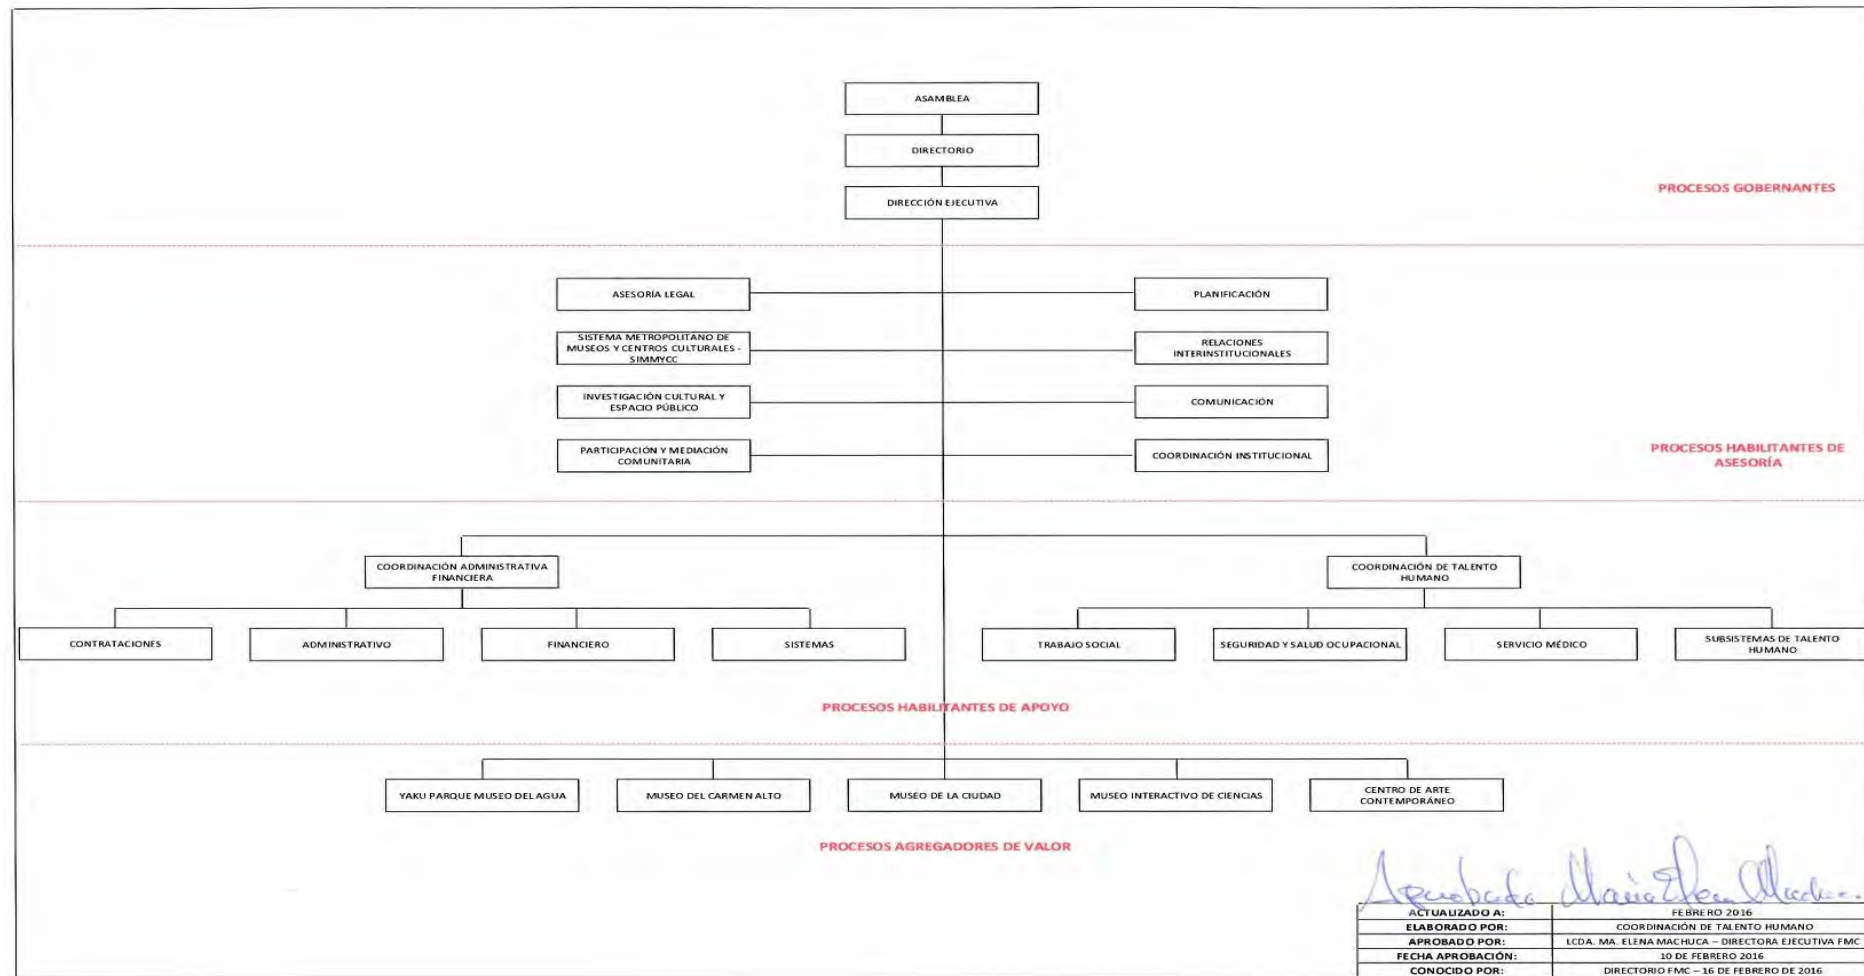 ASAMBLEA
DIRECTORIO
DIRECCIÓN EJECUTIVA
PROCESOS GOBERNANTES
ASESORÍA LEGAL
PLANIFICACIÓN
SISTEMA METROPOLITANO DE
MUSEOS Y CENTROS CULTURALES -
SIMMYCC
RELACIONES
INTERINSTITUCIONALES
INVESTIGACIÓN CULTURAL Y
ESPACIO PÚBLICO
COMUNICACIÓN
PARTICIPACIÓN Y MEDIACIÓN
COMUNITARIA
COORDINACIÓN INSTITUCIONAL
PROCESOS HABILITANTES DE
ASESORÍA
COORDINACIÓN ADMINISTRATIVA
FINANCIERA
COORDINACIÓN DE TALENTO
HUMANO
CONTRATACIONES
ADMINISTRATIVO
FINANCIERO
SISTEMAS
TRABAJO SOCIAL
SEGURIDAD Y SALUD OCUPACIONAL
SERVICIO MÉDICO
SUBSISTEMAS DE TALENTO
HUMANO
PROCESOS HABILITANTES DE APOYO
YAKU PARQUE MUSEO DEL AGUA
MUSEO DEL CARMEN ALTO
MUSEO DE LA CIUDAD
MUSEO INTERACTIVO DE CIENCIAS
CENTRO DE ARTE
CONTEMPORÁNEO
PROCESOS AGREGADORES DE VALOR
Aprobado María Elena Machuca
ACTUALIZADO A: FEBRERO 2016
ELABORADO POR: COORDINACIÓN DE TALENTO HUMANO
APROBADO POR: LCDA. MA. ELENA MACHUCA – DIRECTORA EJECUTIVA FMC
FECHA APROBACIÓN: 10 DE FEBRERO 2016
CONOCIDO POR: DIRECTORIO FMC – 16 DE FEBRERO DE 2016